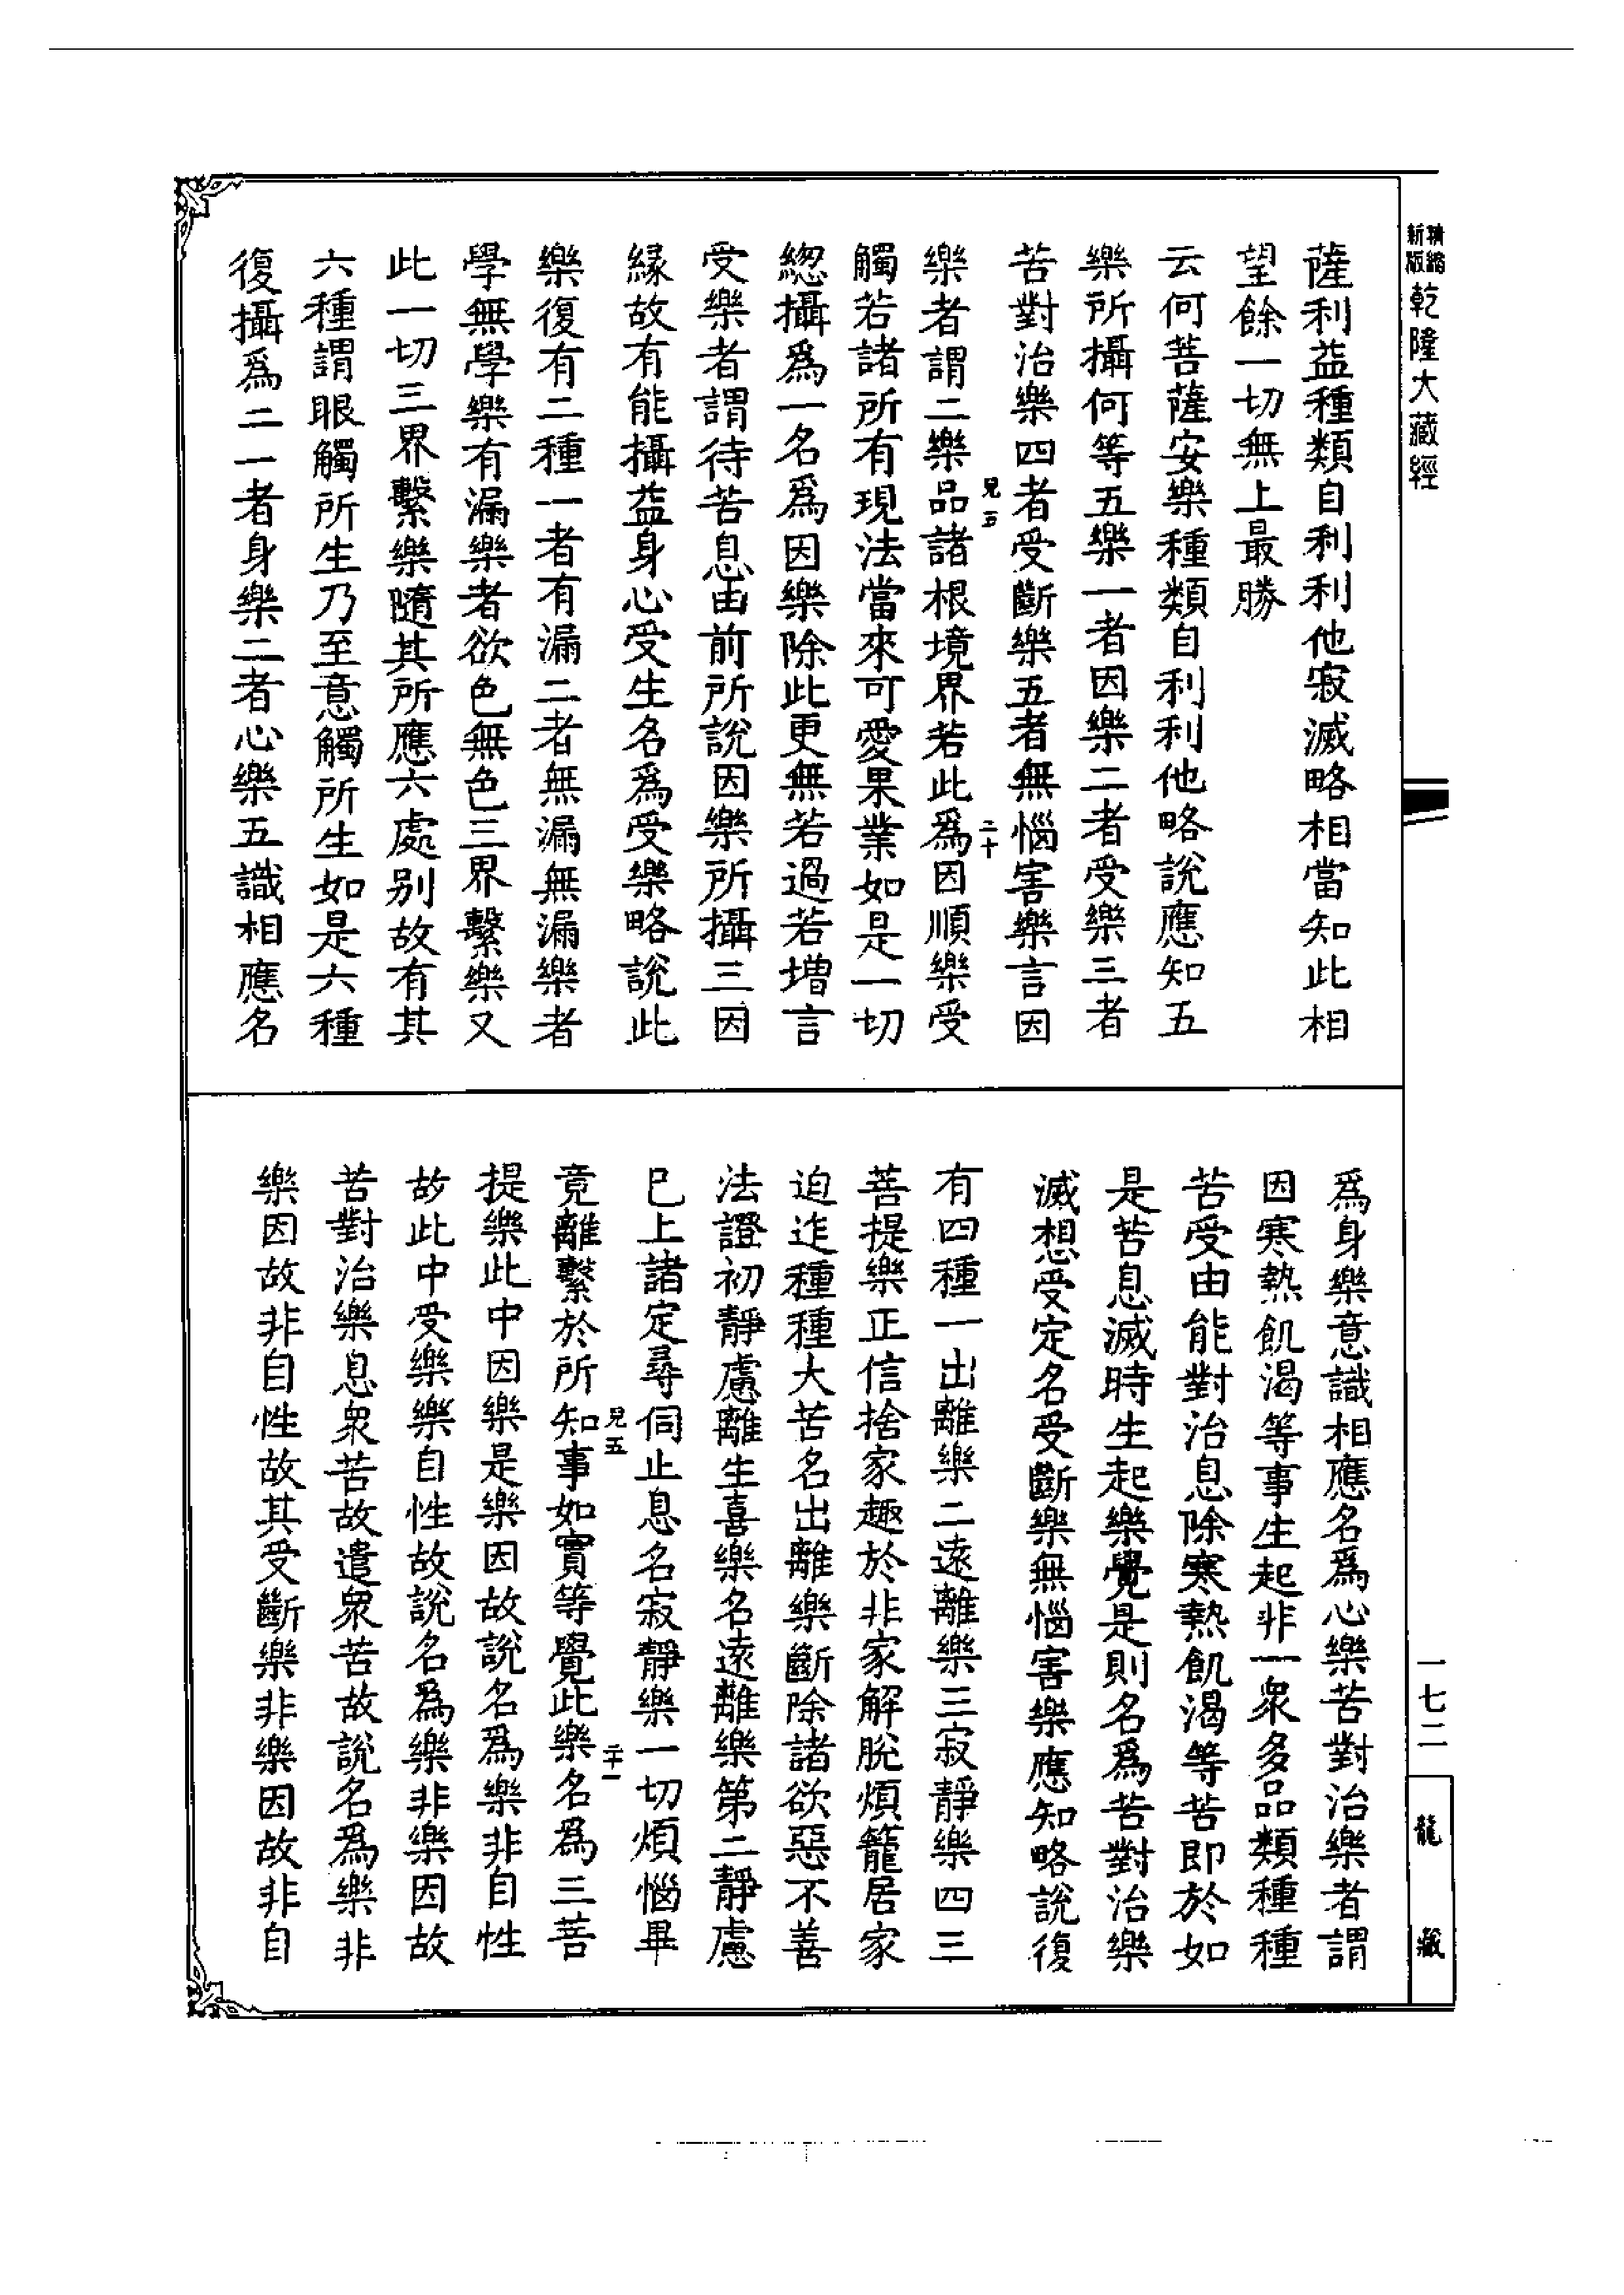 精縮
新版
乾隆大藏經
薩利益種類自利利他寂滅略相當知此相
望餘一切無上最勝
云何菩薩安樂種類自利利他略說應知五
樂所攝何等五樂一者因樂二者受樂三者
苦對治樂四者受斷樂五者無惱害樂言因
兒五
二十
樂者謂二樂品諸根境界若此爲因順樂受
觸若諸所有現法當來可愛果業如是一切
緫攝爲一名爲因樂除此更無若過若增言
受樂者謂待苦息由前所說因樂所攝三因
緣故有能攝益身心受生名爲受樂略說此
樂復有二種一者有漏二者無漏無漏樂者
學無學樂有漏樂者欲色無色三界繫樂又
此一切三界繫樂隨其所應六處別故有其
六種謂眼觸所生乃至意觸所生如是六種
復攝爲二一者身樂二者心樂五識相應名
一七二
龍藏
爲身樂意識相應名爲心樂苦對治樂者謂
因寒熱飢渴等事生起非一衆多品類種種
苦受由能對治息除寒熱飢渴等苦即於如
是苦息滅時生起樂覺是則名爲苦對治樂
滅想受定名受斷樂無惱害樂應知略說復
有四種一出離樂二遠離樂三寂靜樂四三
菩提樂正信捨家趣於非家解脫煩籠居家
迫迮種種大苦名出離樂斷除諸欲惡不善
法證初靜慮離生喜樂名遠離樂第二靜慮
巳上諸定尋伺止息名寂靜樂一切煩惱畢
兒五
二十一
竟離繫於所知事如實等覺此樂名爲三菩
提樂此中因樂是樂因故說名爲樂非自性
故此中受樂樂自性故說名爲樂非樂因故
苦對治樂息衆苦故遣衆苦故說名爲樂非
樂因故非自性故其受斷樂非樂因故非自